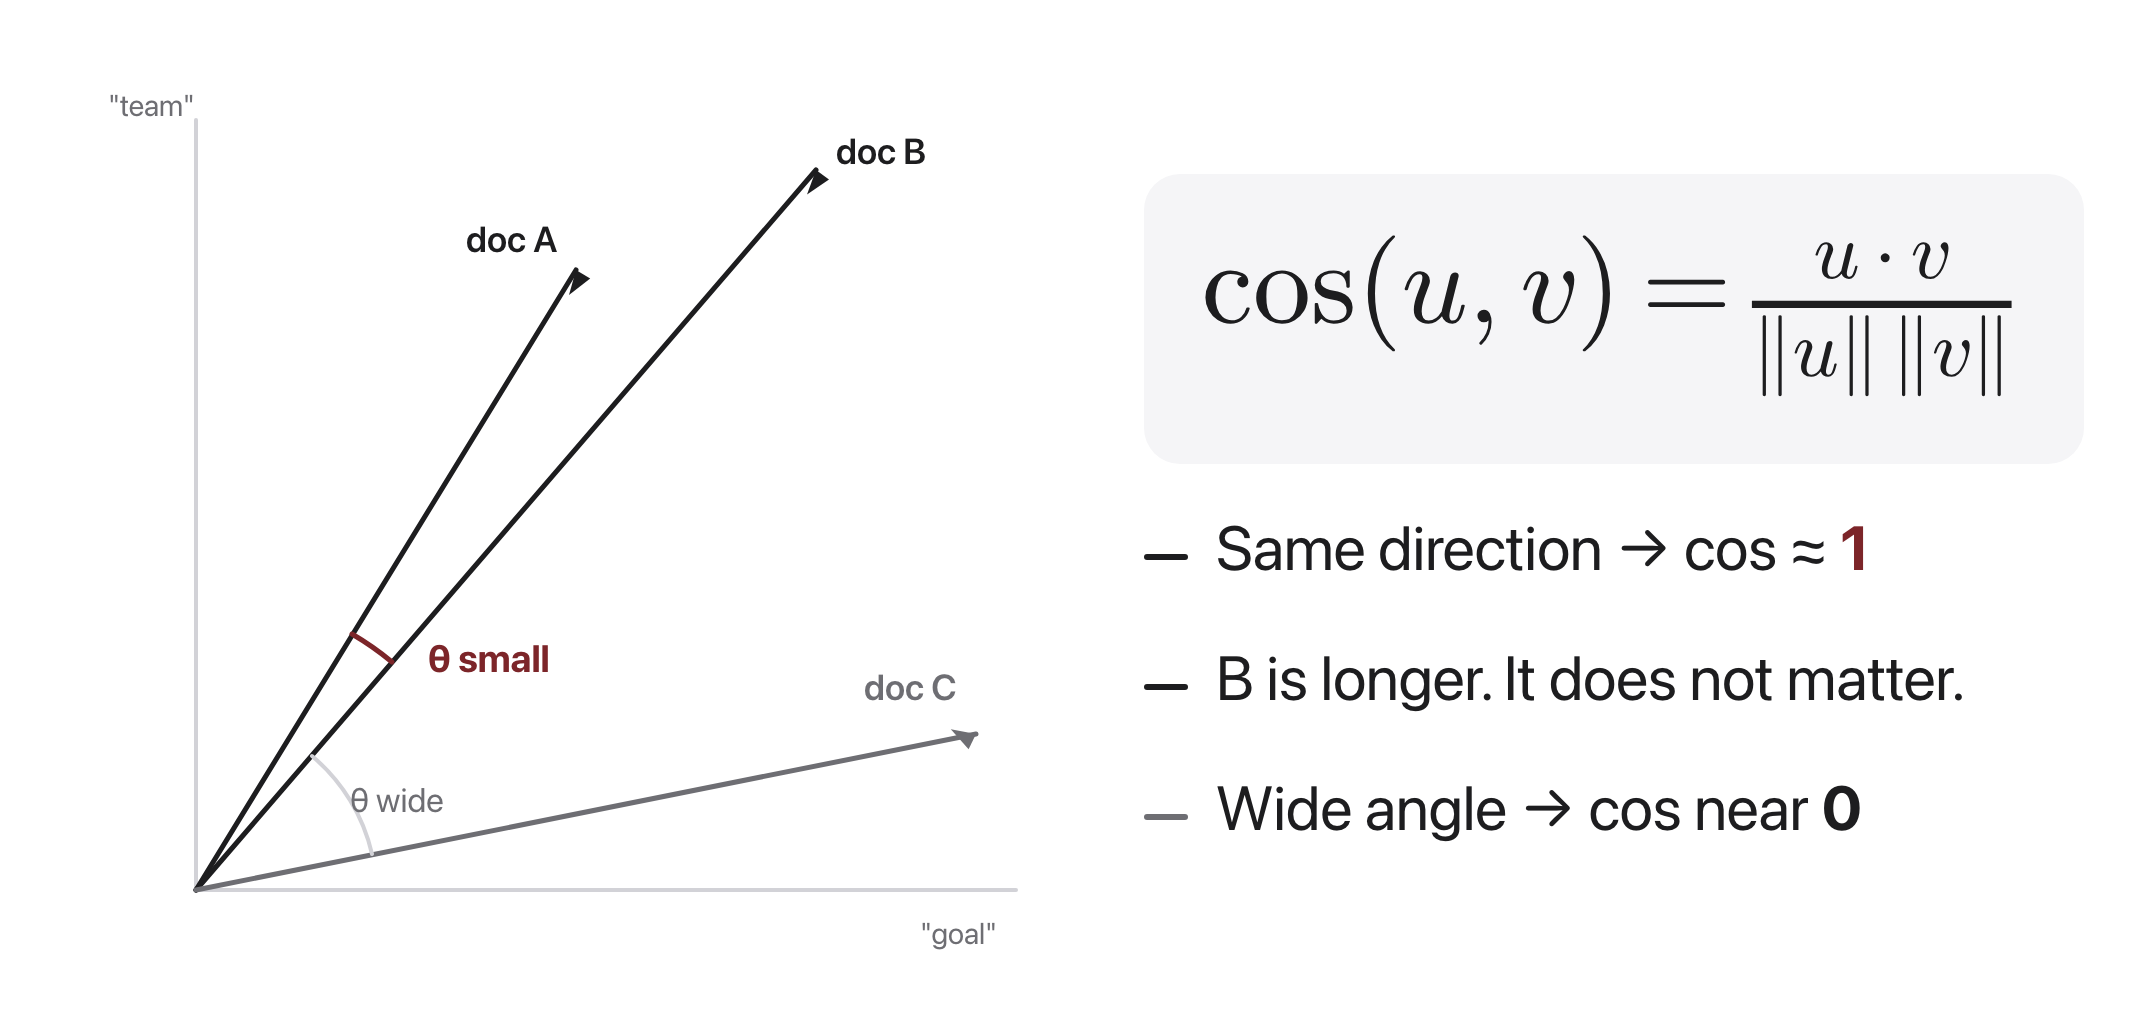 "team"
doc B
doc A
θ small
doc C
θ wide
"goal"
cos(u, v) = u · v / ‖u‖ ‖v‖
— Same direction → cos ≈ 1
— B is longer. It does not matter.
— Wide angle → cos near 0